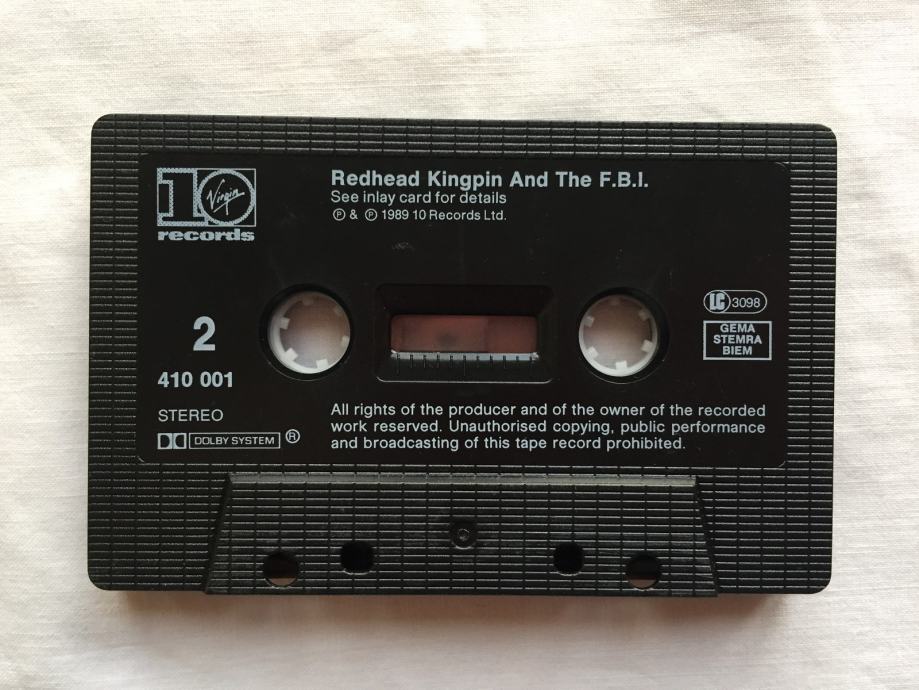 10
Virgin
records
Redhead Kingpin And The F.B.I.
See inlay card for details
Ⓟ & Ⓟ 1989 10 Records Ltd.
2
410 001
STEREO
DOLBY SYSTEM ®
LC 3098
GEMA
STEMRA
BIEM
All rights of the producer and of the owner of the recorded
work reserved. Unauthorised copying, public performance
and broadcasting of this tape record prohibited.